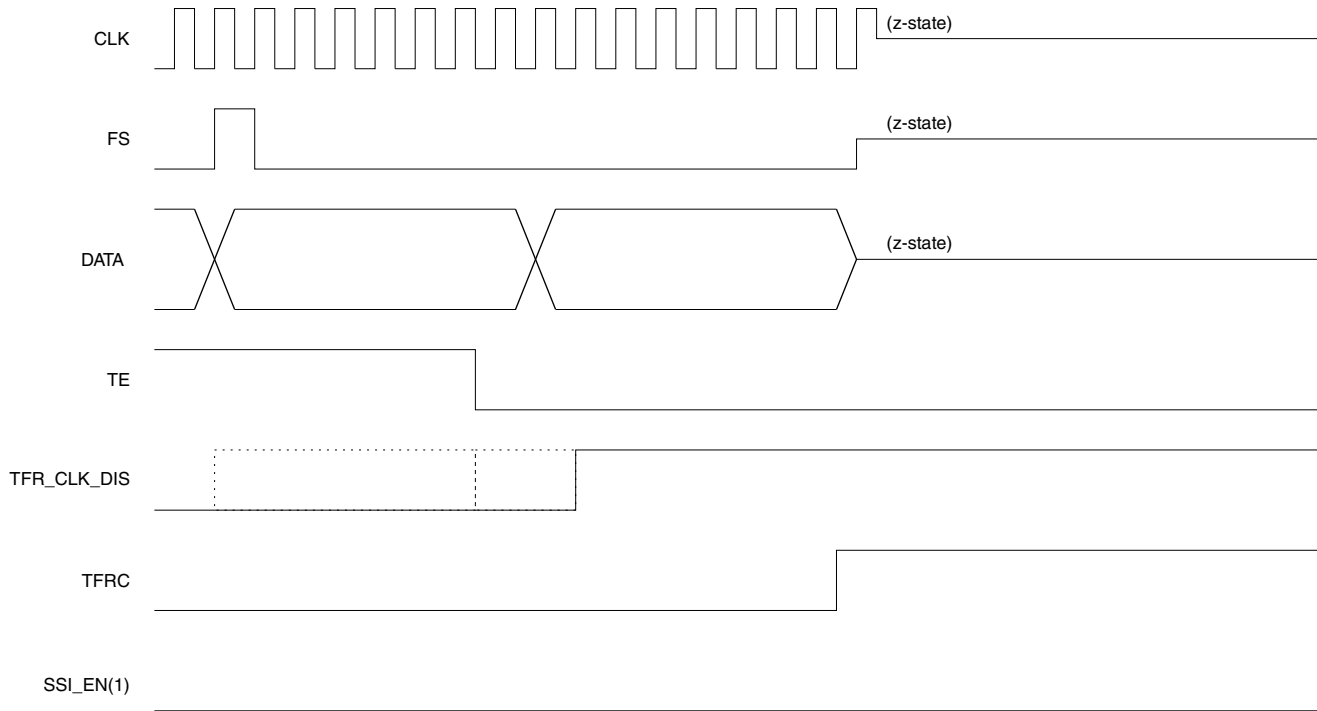 CLK
(z-state)
FS
(z-state)
DATA
(z-state)
TE
TFR_CLK_DIS
TFRC
SSI_EN(1)